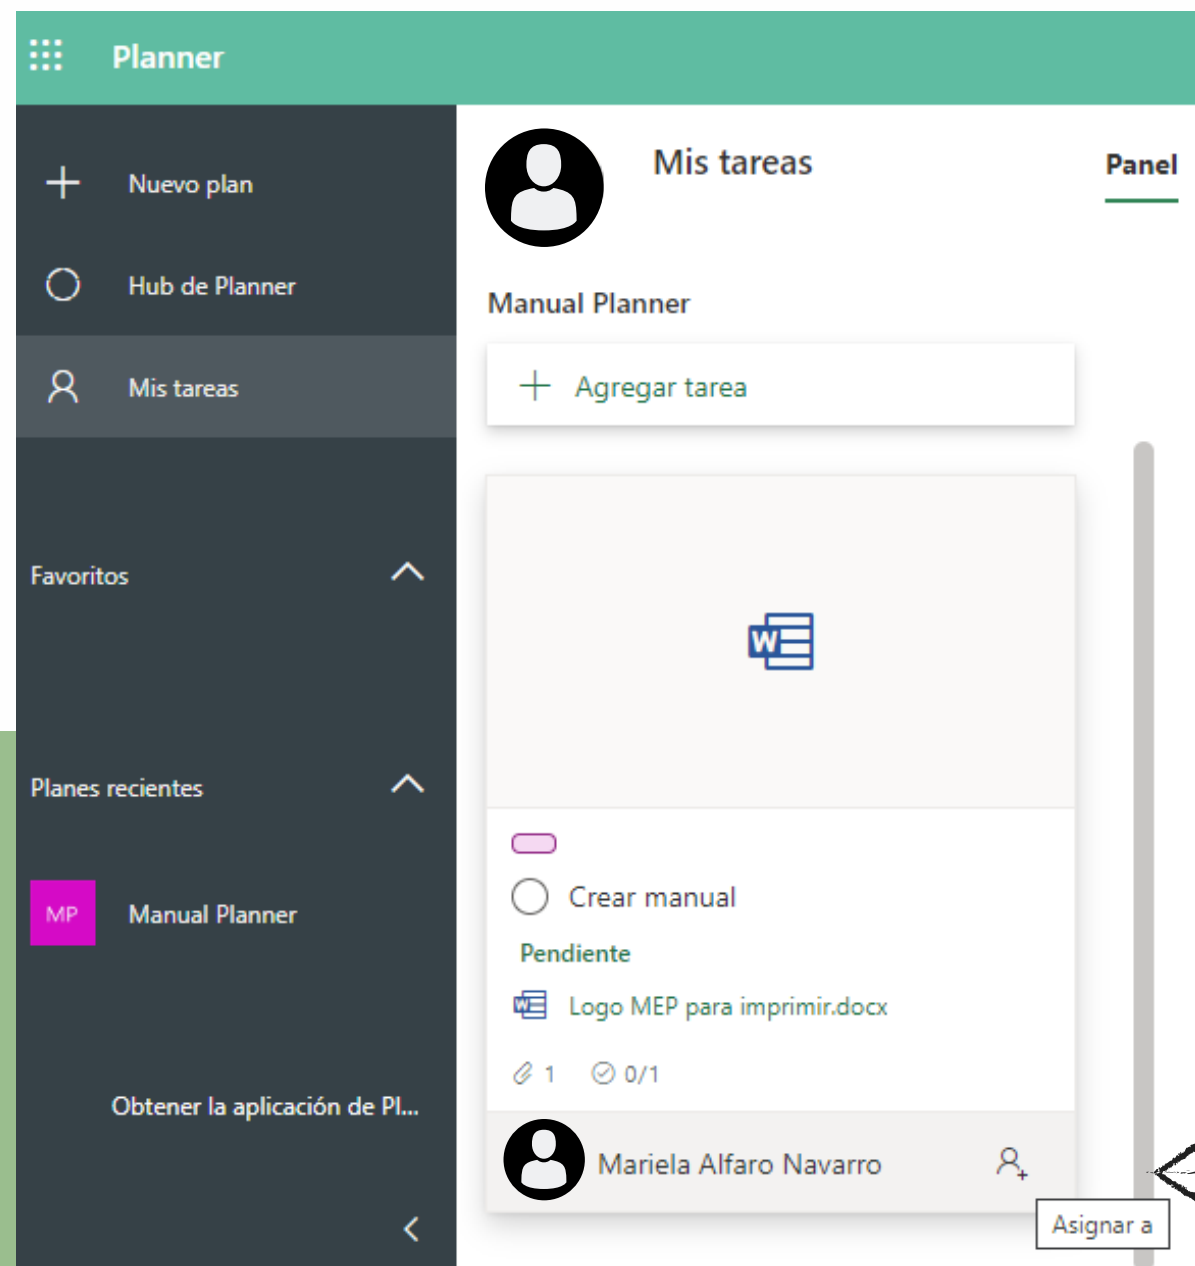 Planner
Nuevo plan
Hub de Planner
Mis tareas
Favoritos
Planes recientes
MP Manual Planner
Obtener la aplicación de Pl...
Mis tareas
Panel
Manual Planner
Agregar tarea
W
Crear manual
Pendiente
W Logo MEP para imprimir.docx
1 0/1
Mariela Alfaro Navarro
Asignar a